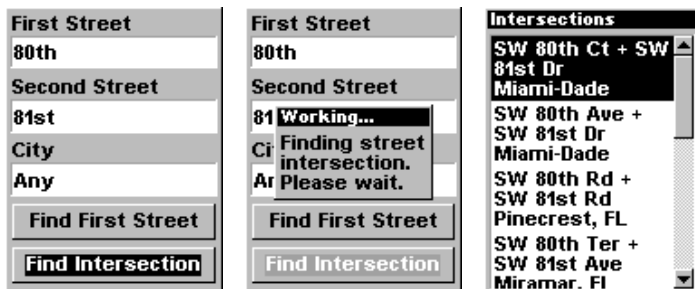 First Street
80th
Second Street
81st
City
Any
Find First Street
Find Intersection
First Street
80th
Second Street
81
Working...
Finding street
intersection.
Please wait.
Find First Street
Find Intersection
Intersections
SW 80th Ct + SW
81st Dr
Miami-Dade
SW 80th Ave +
SW 81st Dr
Miami-Dade
SW 80th Rd +
SW 81st Rd
Pinecrest, FL
SW 80th Ter +
SW 81st Ave
Miramar, FL